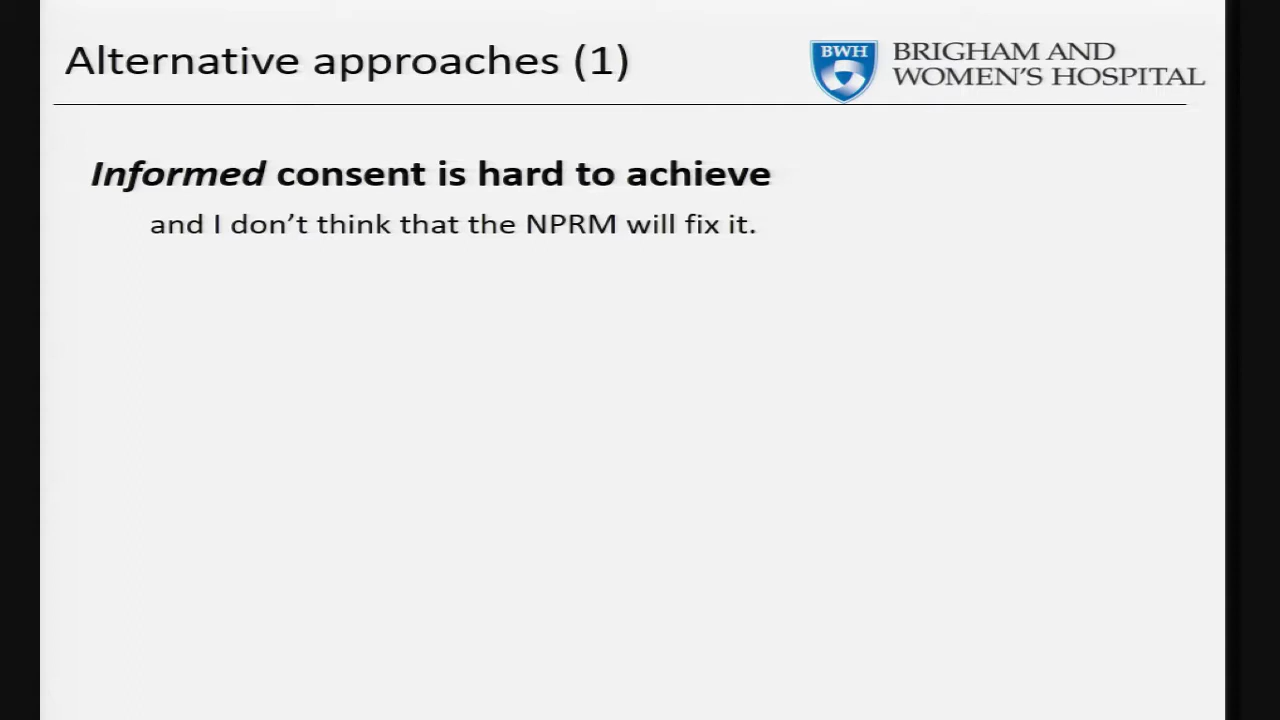 Alternative approaches (1)
BWH
BRIGHAM AND
WOMEN'S HOSPITAL
Informed consent is hard to achieve
and I don't think that the NPRM will fix it.